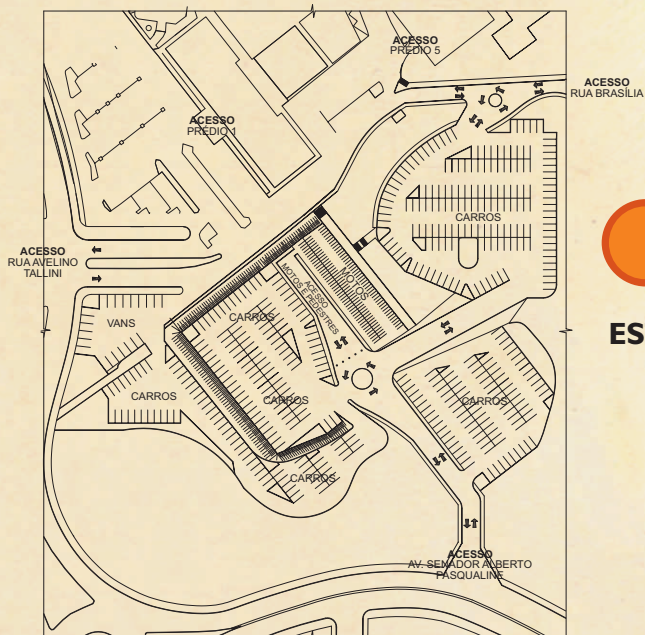 ACESSO
PRÉDIO 5
ACESSO
RUA BRASÍLIA
ACESSO
PRÉDIO 1
CARROS
ACESSO
RUA AVELINO
TALLINI
MOTOS
ACESSO
MOTOS E PEDESTRES
VANS
CARROS
CARROS
CARROS
CARROS
CARROS
ES
ACESSO
AV. SENADOR ALBERTO
PASQUALINE